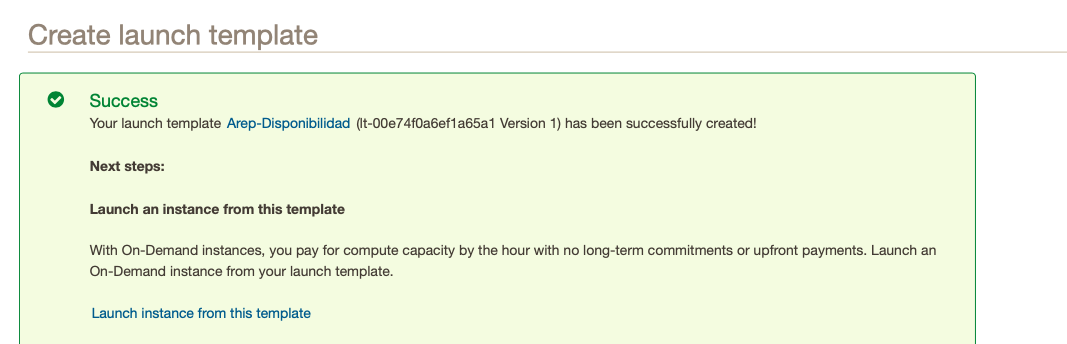 Create launch template
Success
Your launch template Arep-Disponibilidad (lt-00e74f0a6ef1a65a1 Version 1) has been successfully created!
Next steps:
Launch an instance from this template
With On-Demand instances, you pay for compute capacity by the hour with no long-term commitments or upfront payments. Launch an
On-Demand instance from your launch template.
Launch instance from this template